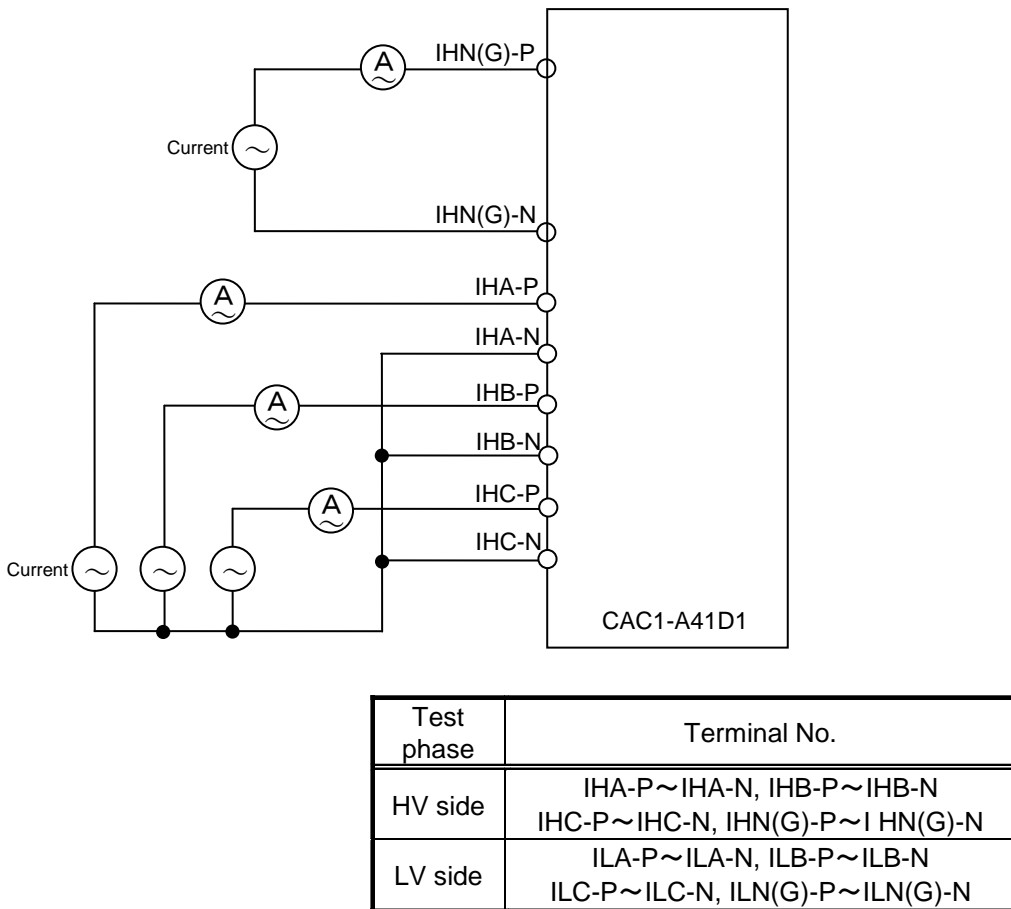 IHN(G)-P
A
Current
IHN(G)-N
IHA-P
A
IHA-N
IHB-P
A
IHB-N
IHC-P
A
IHC-N
Current
CAC1-A41D1
Test phase
Terminal No.
HV side
IHA-P～IHA-N, IHB-P～IHB-N
IHC-P～IHC-N, IHN(G)-P～I HN(G)-N
LV side
ILA-P～ILA-N, ILB-P～ILB-N
ILC-P～ILC-N, ILN(G)-P～ILN(G)-N